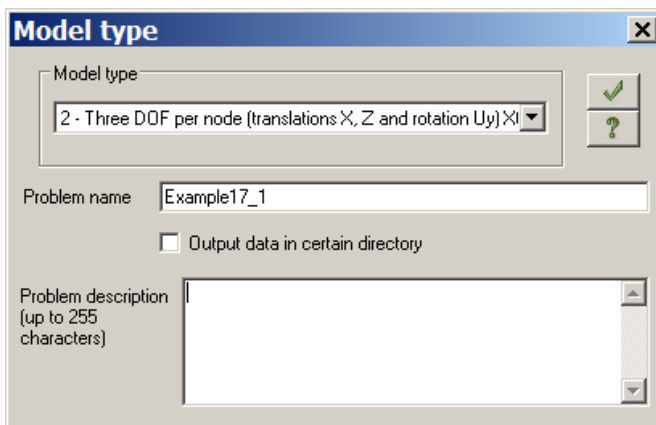 Model type
Model type
2 - Three DOF per node (translations X, Z and rotation Uy) X
?
Problem name
Example17_1
Output data in certain directory
Problem description
(up to 255
characters)